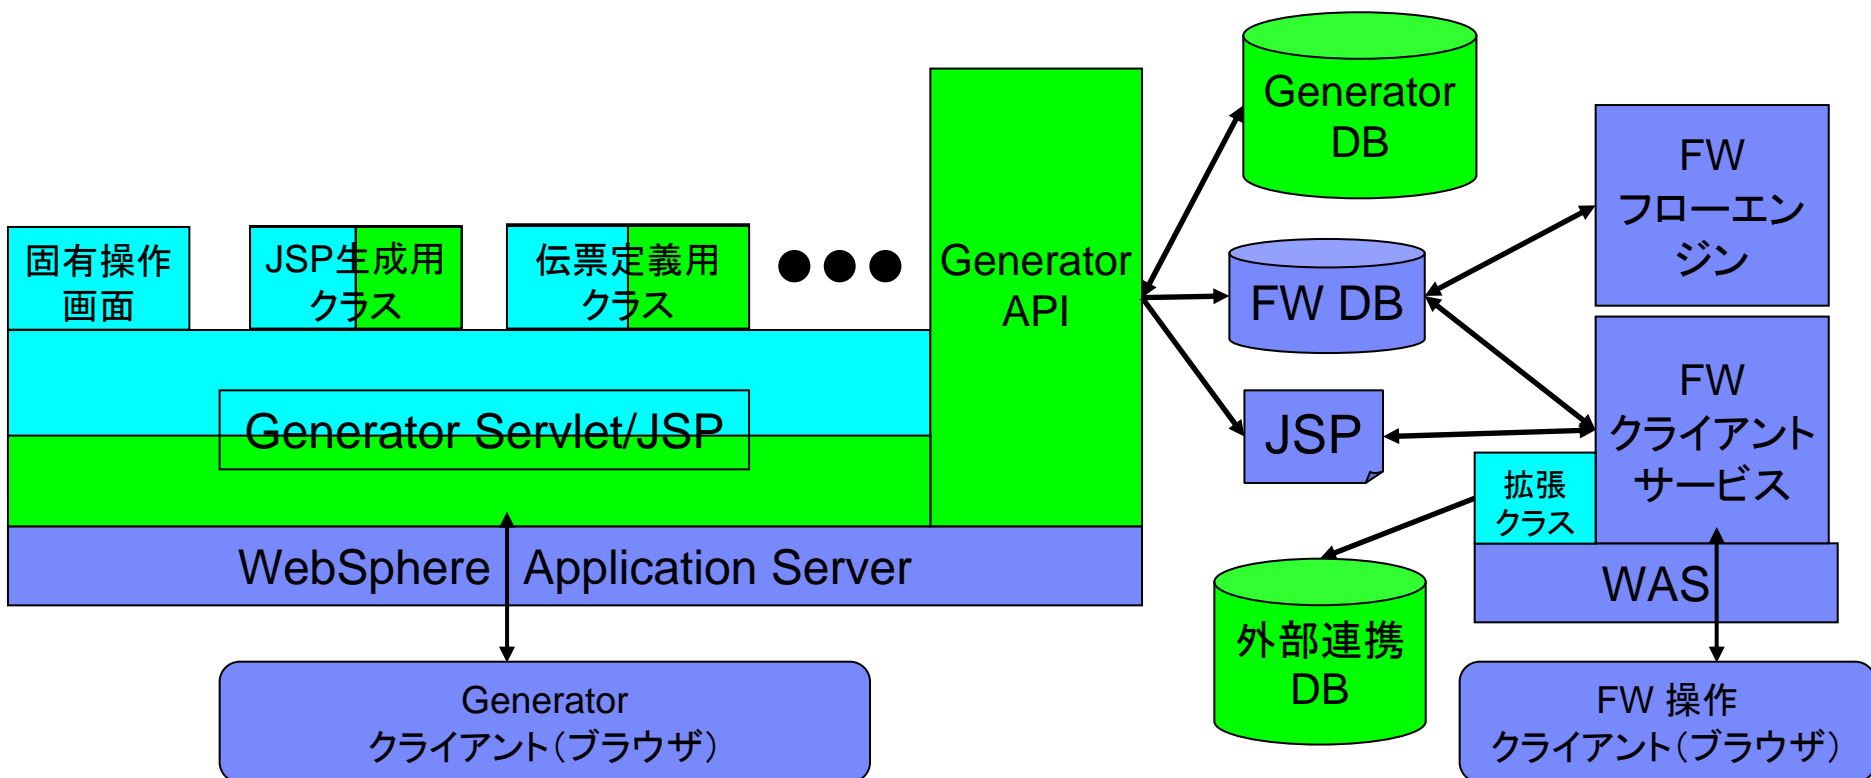 固有操作
画面
JSP生成用
クラス
伝票定義用
クラス
●●●
Generator
API
Generator Servlet/JSP
WebSphere Application Server
Generator
クライアント（ブラウザ）
Generator
DB
FW DB
JSP
外部連携
DB
FW
フローエン
ジン
FW
クライアント
サービス
拡張
クラス
WAS
FW 操作
クライアント（ブラウザ）